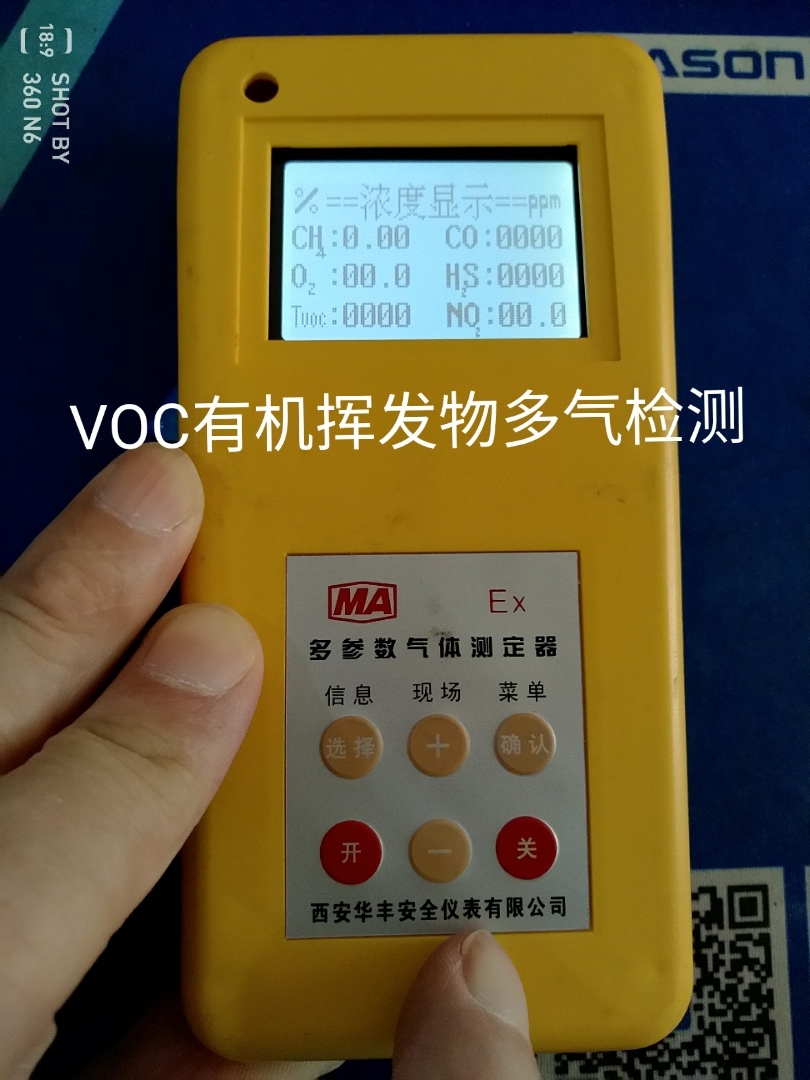 [18:9]
SHOT BY
360 N6
ASON
%==浓度显示==ppm
CH4:0.00 CO:0000
O2:00.0 H2S:0000
Tvoc:0000 NO2:00.0
VOC有机挥发物多气检测
MA Ex
多参数气体测定器
信息 现场 菜单
选择 + 确认
开 − 关
西安华丰安全仪表有限公司